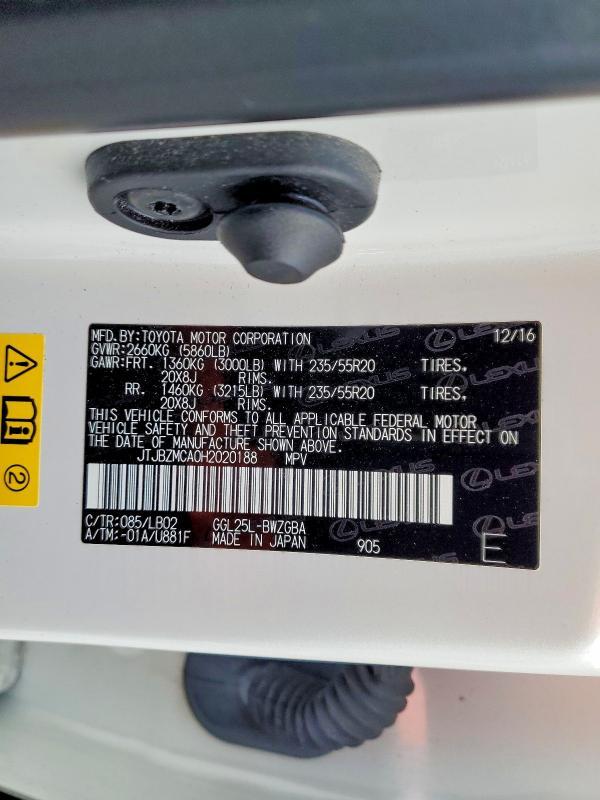 MFD.BY:TOYOTA MOTOR CORPORATION 12/16
GVWR:2660KG (5860LB)
GAWR:FRT. 1360KG (3000LB) WITH 235/55R20 TIRES,
20X8J RIMS.
RR. 1460KG (3215LB) WITH 235/55R20 TIRES,
20X8J RIMS.
THIS VEHICLE CONFORMS TO ALL APPLICABLE FEDERAL MOTOR
VEHICLE SAFETY AND THEFT PREVENTION STANDARDS IN EFFECT ON
THE DATE OF MANUFACTURE SHOWN ABOVE.
JTJBZMCA0H2020188 MPV
C/TR:085/LB02 GGL25L-BWZGBA
A/TM:-01A/U881F MADE IN JAPAN 905 E
LEXUS
2